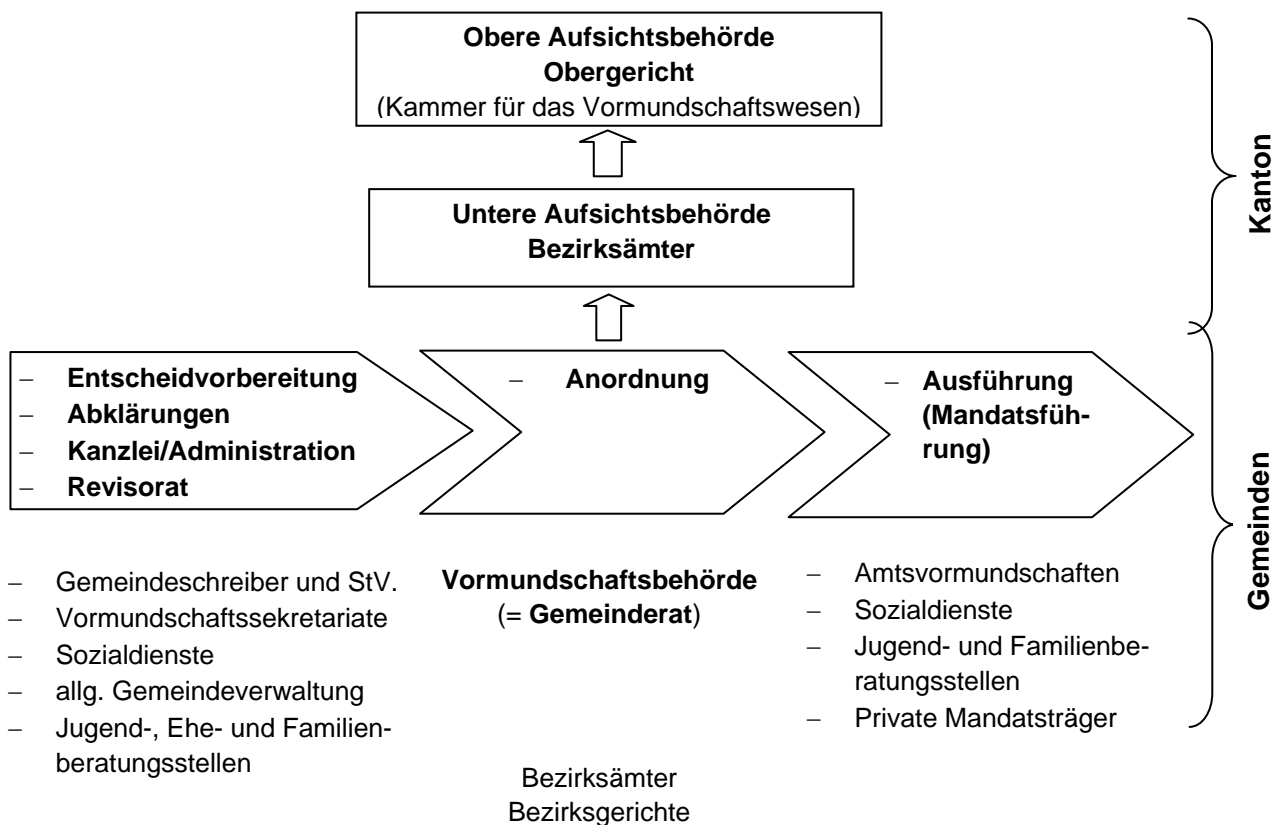 Obere Aufsichtsbehörde
Obergericht
(Kammer für das Vormundschaftswesen)
Untere Aufsichtsbehörde
Bezirksämter
Kanton
– Entscheidvorbereitung
– Abklärungen
– Kanzlei/Administration
– Revisorat
– Anordnung
– Ausführung
(Mandatsfüh-
rung)
Gemeinden
– Gemeindeschreiber und StV.
– Vormundschaftssekretariate
– Sozialdienste
– allg. Gemeindeverwaltung
– Jugend-, Ehe- und Familien-
beratungsstellen
Vormundschaftsbehörde
(= Gemeinderat)
– Amtsvormundschaften
– Sozialdienste
– Jugend- und Familienbe-
ratungsstellen
– Private Mandatsträger
Bezirksämter
Bezirksgerichte